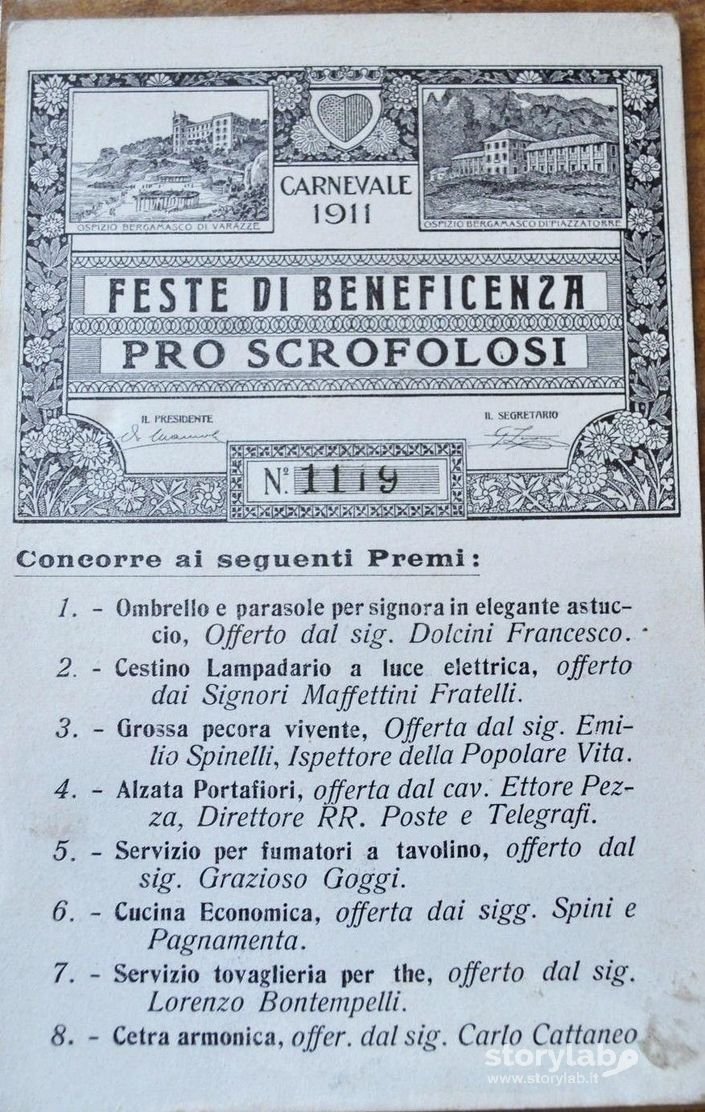 OSPIZIO BERGAMASCO DI VARAZZE
CARNEVALE
1911
OSPIZIO BERGAMASCO DI PIAZZATORRE
FESTE DI BENEFICENZA
PRO SCROFOLOSI
IL PRESIDENTE
IL SEGRETARIO
Nº. 1119
Concorre ai seguenti Premi:
1. - Ombrello e parasole per signora in elegante astuc-
cio, Offerto dal sig. Dolcini Francesco.
2. - Cestino Lampadario a luce elettrica, offerto
dai Signori Maffettini Fratelli.
3. - Grossa pecora vivente, Offerta dal sig. Emi-
lio Spinelli, Ispettore della Popolare Vita.
4. - Alzata Portafiori, offerta dal cav. Ettore Pez-
za, Direttore RR. Poste e Telegrafi.
5. - Servizio per fumatori a tavolino, offerto dal
sig. Grazioso Goggi.
6. - Cucina Economica, offerta dai sigg. Spini e
Pagnamenta.
7. - Servizio tovaglieria per the, offerto dal sig.
Lorenzo Bontempelli.
8. - Cetra armonica, offer. dal sig. Carlo Cattaneo
storylab
www.storylab.it